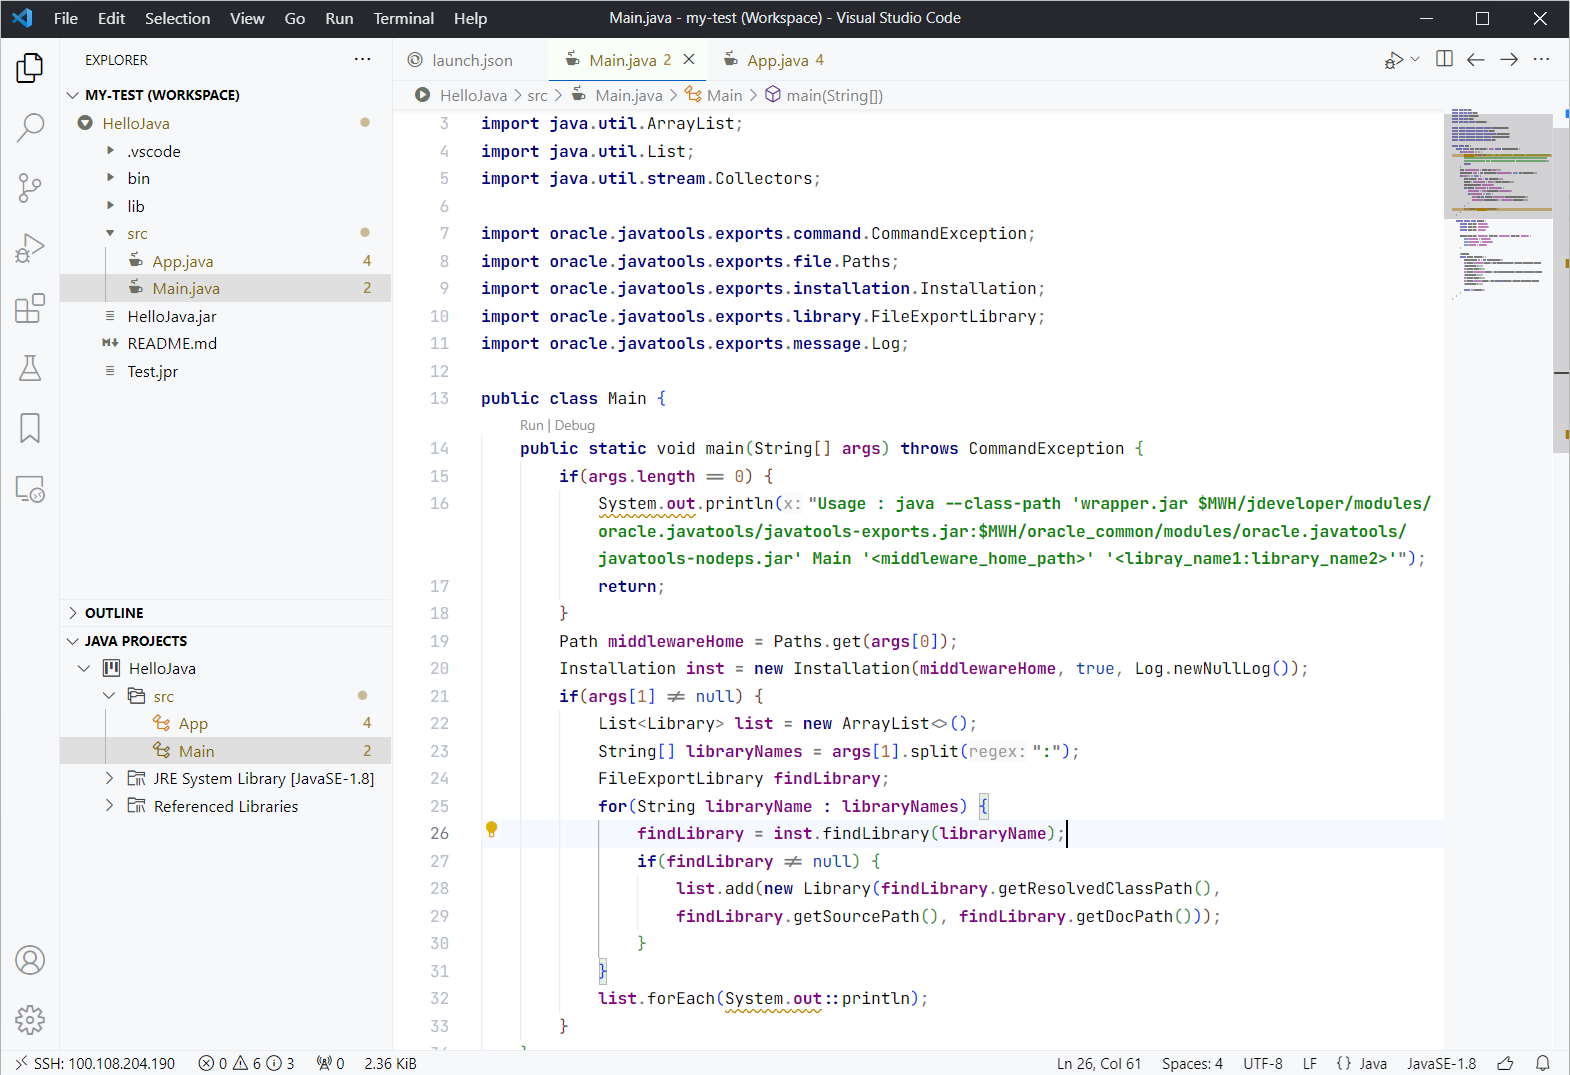 File Edit Selection View Go Run Terminal Help
Main.java - my-test (Workspace) - Visual Studio Code
EXPLORER
MY-TEST (WORKSPACE)
HelloJava
.vscode
bin
lib
src
App.java 4
Main.java 2
HelloJava.jar
README.md
Test.jpr
OUTLINE
JAVA PROJECTS
HelloJava
src
App 4
Main 2
JRE System Library [JavaSE-1.8]
Referenced Libraries
launch.json
Main.java 2
App.java 4
HelloJava > src > Main.java > Main > main(String[])
3 import java.util.ArrayList;
4 import java.util.List;
5 import java.util.stream.Collectors;
6
7 import oracle.javatools.exports.command.CommandException;
8 import oracle.javatools.exports.file.Paths;
9 import oracle.javatools.exports.installation.Installation;
10 import oracle.javatools.exports.library.FileExportLibrary;
11 import oracle.javatools.exports.message.Log;
12
13 public class Main {
Run | Debug
14 public static void main(String[] args) throws CommandException {
15 if(args.length == 0) {
16 System.out.println(x: "Usage : java --class-path 'wrapper.jar $MWH/jdeveloper/modules/
oracle.javatools/javatools-exports.jar:$MWH/oracle_common/modules/oracle.javatools/
javatools-nodeps.jar' Main '<middleware_home_path>' '<libray_name1:library_name2>'");
17 return;
18 }
19 Path middlewareHome = Paths.get(args[0]);
20 Installation inst = new Installation(middlewareHome, true, Log.newNullLog());
21 if(args[1] != null) {
22 List<Library> list = new ArrayList<>();
23 String[] libraryNames = args[1].split(regex: ":");
24 FileExportLibrary findLibrary;
25 for(String libraryName : libraryNames) {
26 findLibrary = inst.findLibrary(libraryName);
27 if(findLibrary != null) {
28 list.add(new Library(findLibrary.getResolvedClassPath(),
29 findLibrary.getSourcePath(), findLibrary.getDocPath()));
30 }
31 }
32 list.forEach(System.out::println);
33 }
SSH: 100.108.204.190 0 6 3 0 2.36 KiB
Ln 26, Col 61 Spaces: 4 UTF-8 LF {} Java JavaSE-1.8